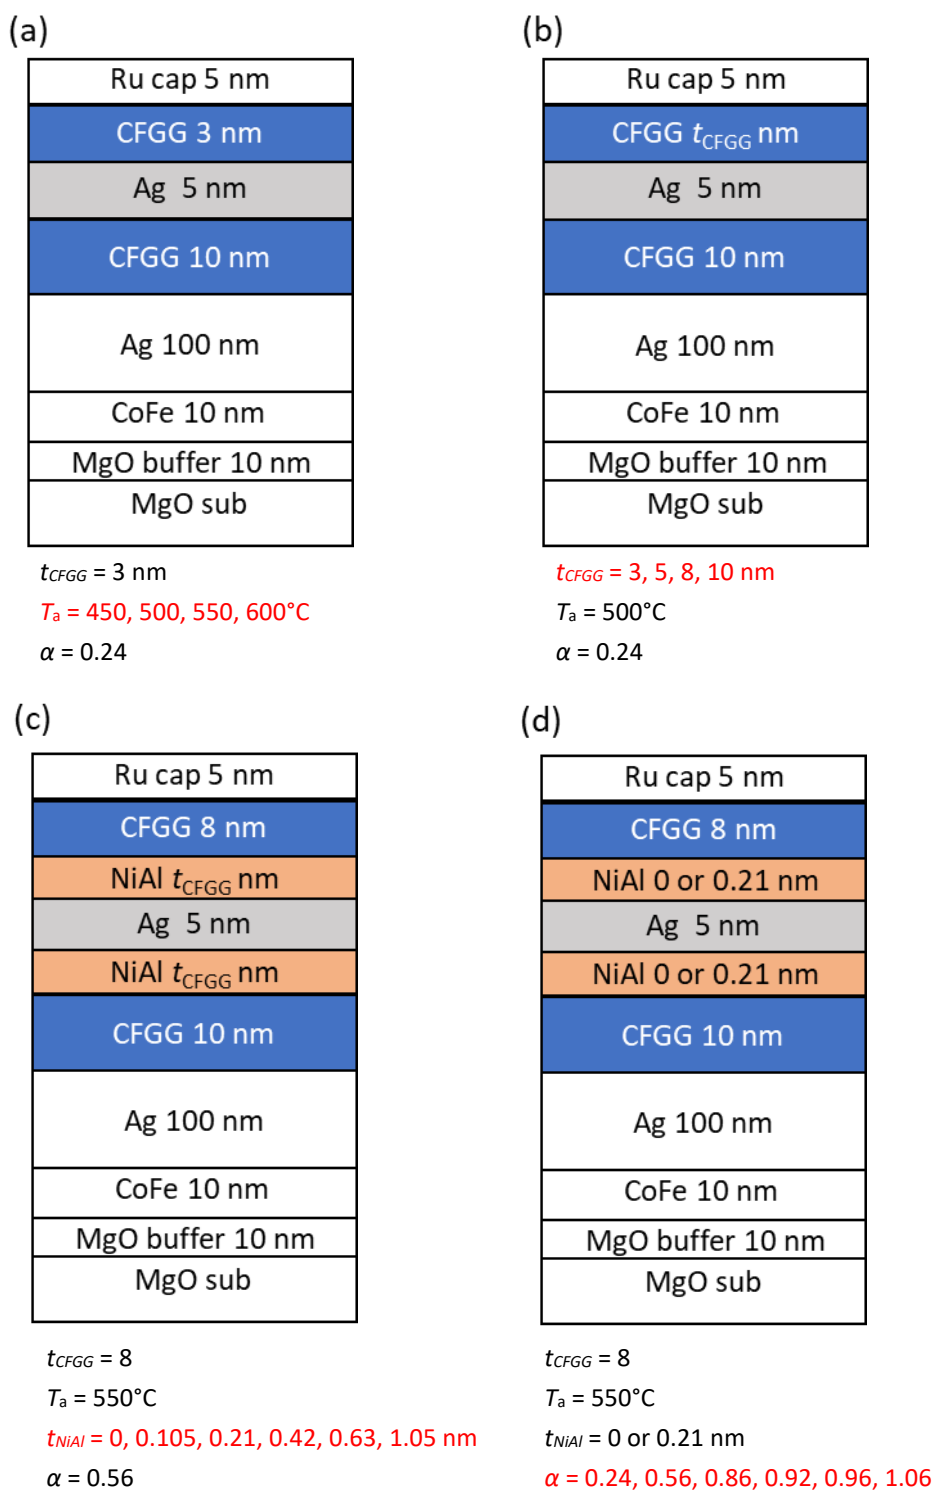 (a)
Ru cap 5 nm
CFGG 3 nm
Ag 5 nm
CFGG 10 nm
Ag 100 nm
CoFe 10 nm
MgO buffer 10 nm
MgO sub
tCFGG = 3 nm
Ta = 450, 500, 550, 600°C
α = 0.24
(b)
Ru cap 5 nm
CFGG tCFGG nm
Ag 5 nm
CFGG 10 nm
Ag 100 nm
CoFe 10 nm
MgO buffer 10 nm
MgO sub
tCFGG = 3, 5, 8, 10 nm
Ta = 500°C
α = 0.24
(c)
Ru cap 5 nm
CFGG 8 nm
NiAl tCFGG nm
Ag 5 nm
NiAl tCFGG nm
CFGG 10 nm
Ag 100 nm
CoFe 10 nm
MgO buffer 10 nm
MgO sub
tCFGG = 8
Ta = 550°C
tNiAl = 0, 0.105, 0.21, 0.42, 0.63, 1.05 nm
α = 0.56
(d)
Ru cap 5 nm
CFGG 8 nm
NiAl 0 or 0.21 nm
Ag 5 nm
NiAl 0 or 0.21 nm
CFGG 10 nm
Ag 100 nm
CoFe 10 nm
MgO buffer 10 nm
MgO sub
tCFGG = 8
Ta = 550°C
tNiAl = 0 or 0.21 nm
α = 0.24, 0.56, 0.86, 0.92, 0.96, 1.06